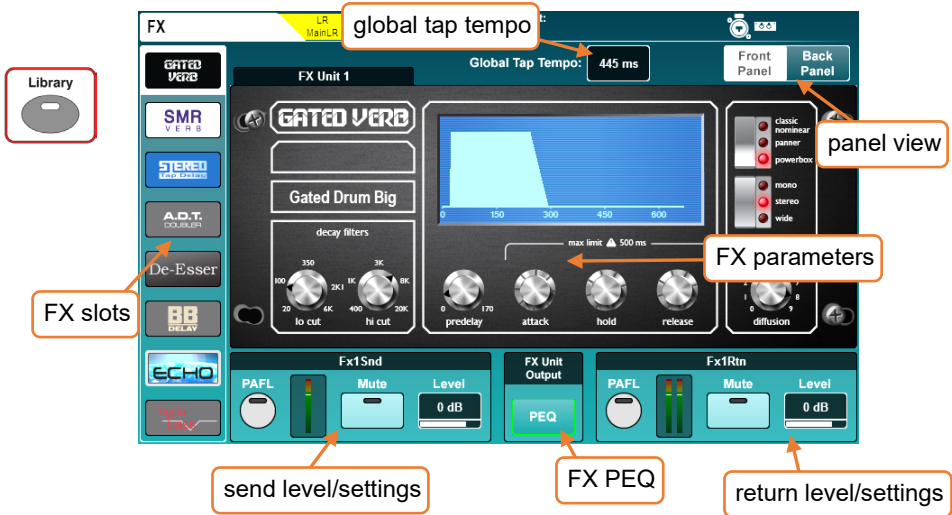 FX
LR
MainLR
t:
global tap tempo
Global Tap Tempo:
445 ms
Front
Panel
Back
Panel
panel view
Library
GATED
VERB
SMR
VERB
STEREO
Tap Delay
A.D.T.
DOUBLER
De-Esser
BB
DELAY
ECHO
FX slots
FX Unit 1
GATED VERB
Gated Drum Big
decay filters
350
100
2K1
20
6K
lo cut
3K
1K
8K
400
20K
hi cut
0
150
300
450
600
max limit ⚠ 500 ms
0
170
predelay
attack
hold
release
FX parameters
classic
nominear
panner
powerbox
mono
stereo
wide
2
7
1
8
0
9
diffusion
Fx1Snd
PAFL
Mute
Level
0 dB
FX Unit
Output
PEQ
Fx1Rtn
PAFL
Mute
Level
0 dB
send level/settings
FX PEQ
return level/settings